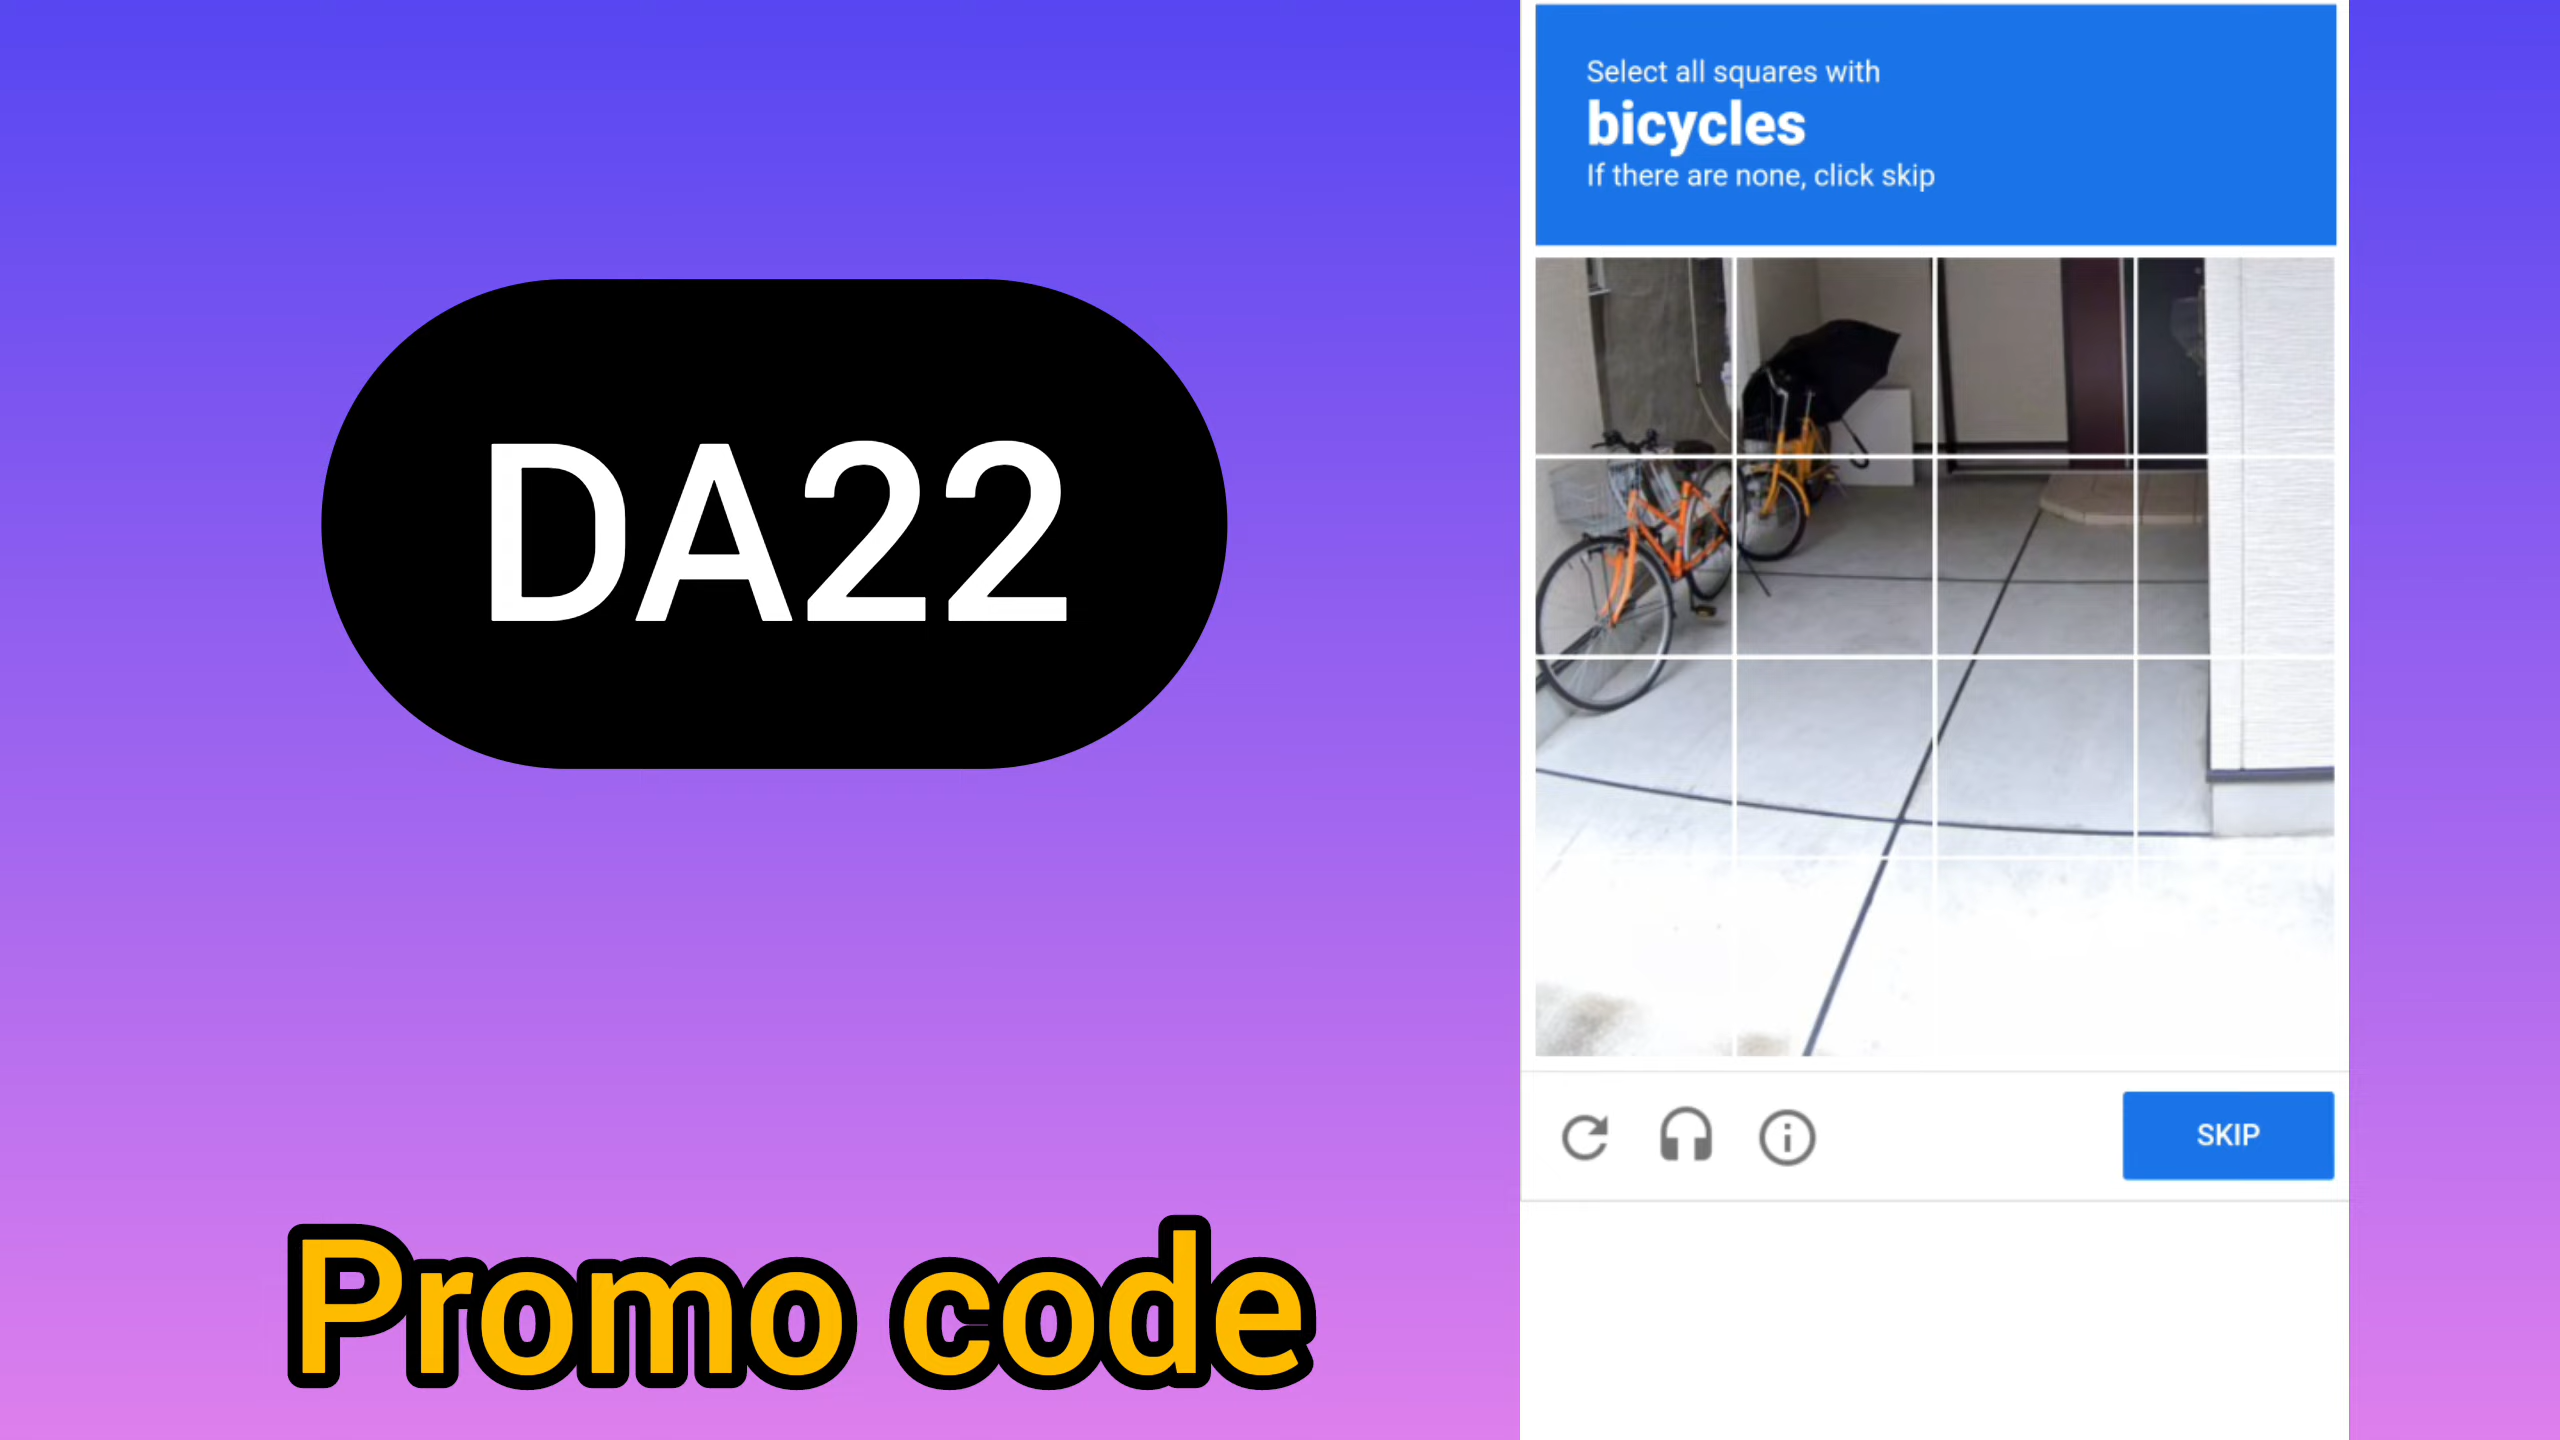 DA22
Promo code
Select all squares with
bicycles
If there are none, click skip
SKIP